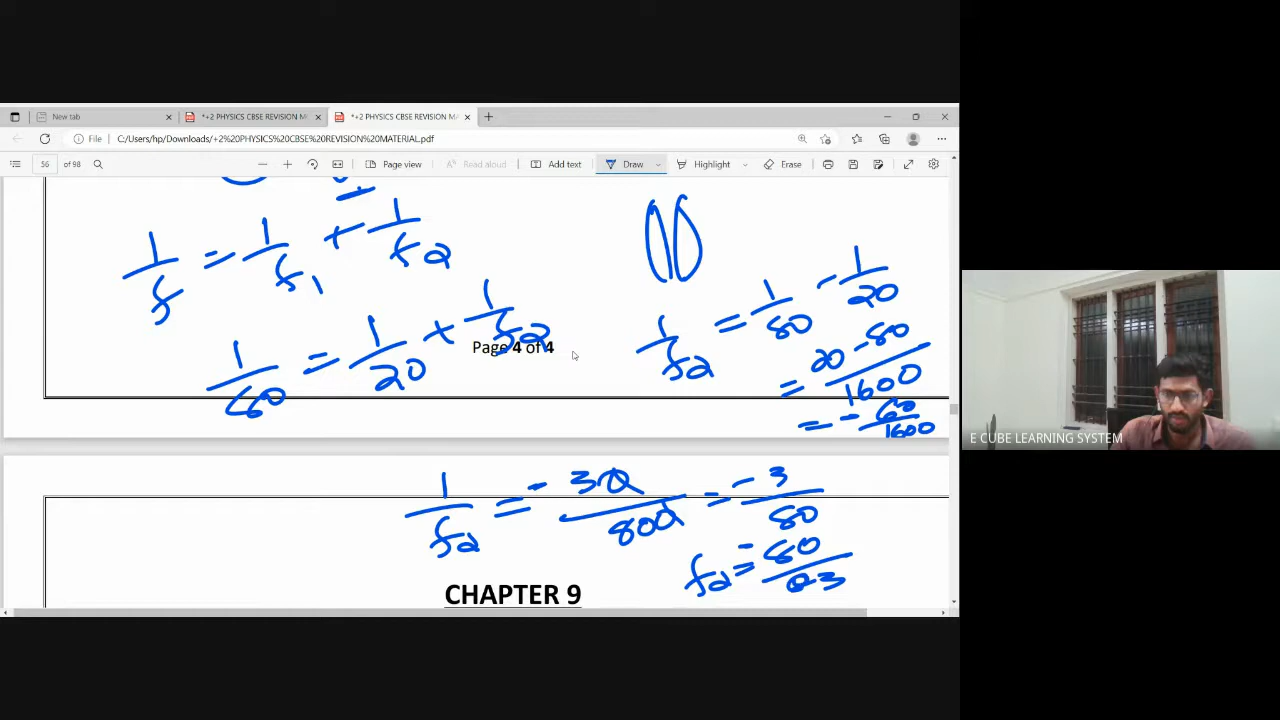 New tab
*+2 PHYSICS CBSE REVISION M
*+2 PHYSICS CBSE REVISION MA
File C:/Users/hp/Downloads/+2%20PHYSICS%20CBSE%20REVISION%20MATERIAL.pdf
56 of 98 Page view Read aloud Add text Draw Highlight Erase
1/f = 1/f1 + 1/f2
1/80 = 1/20 + 1/f2
Page 4 of 4
1/f2 = 1/80 - 1/20
= 20 - 80 / 1600
= - 60/1600
1/f2 = - 30/800 = - 3/80
f2 = - 80/3
CHAPTER 9
E CUBE LEARNING SYSTEM